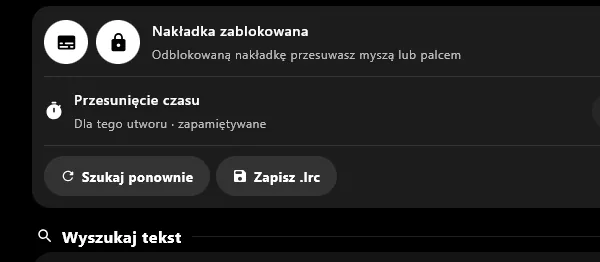 Nakładka zablokowana
Odblokowaną nakładkę przesuwasz myszą lub palcem
Przesunięcie czasu
Dla tego utworu · zapamiętywane
Szukaj ponownie
Zapisz .lrc
Wyszukaj tekst